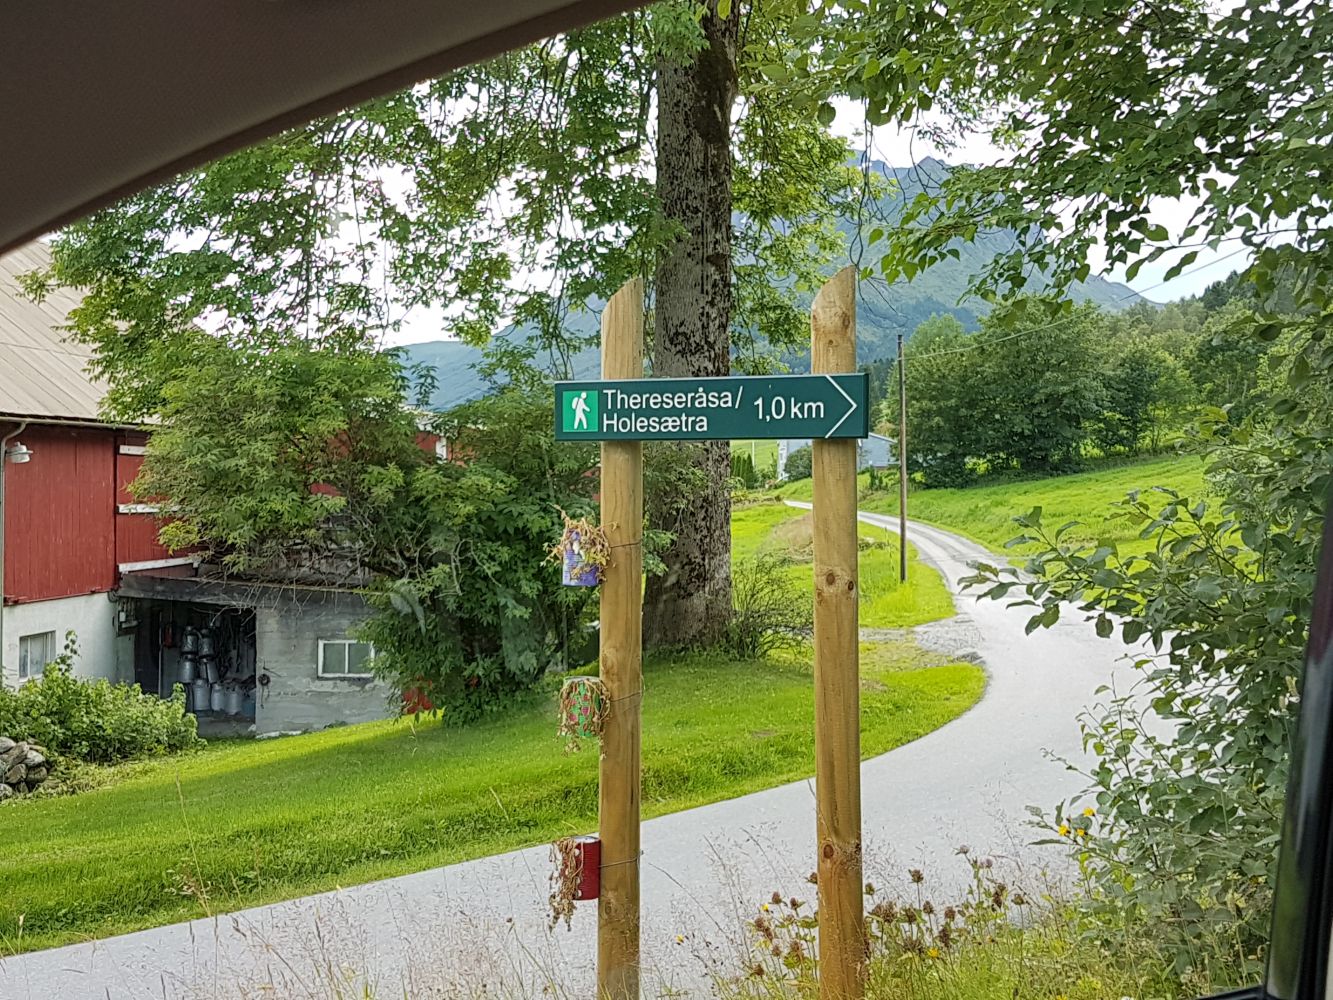 Thereseråsa/
Holesætra
1,0 km